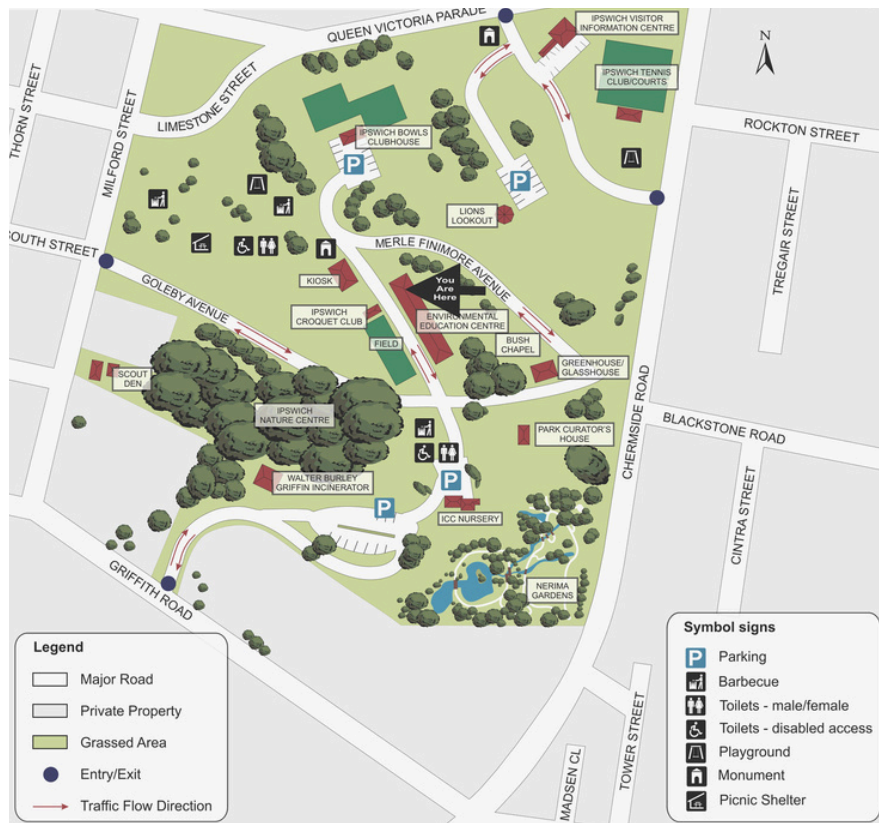 QUEEN VICTORIA PARADE
IPSWICH VISITOR
INFORMATION CENTRE
N
IPSWICH TENNIS
CLUB/COURTS
THORN STREET
MILFORD STREET
LIMESTONE STREET
ROCKTON STREET
IPSWICH BOWLS
CLUBHOUSE
P
P
LIONS
LOOKOUT
TREGAIR STREET
SOUTH STREET
GOLEBY AVENUE
MERLE FINIMORE AVENUE
KIOSK
You
Are
Here
IPSWICH
CROQUET CLUB
ENVIRONMENTAL
EDUCATION CENTRE
FIELD
BUSH
CHAPEL
GREENHOUSE/
GLASSHOUSE
SCOUT
DEN
IPSWICH
NATURE CENTRE
CHERMSIDE ROAD
BLACKSTONE ROAD
PARK CURATOR'S
HOUSE
WALTER BURLEY
GRIFFIN INCINERATOR
P
P
ICC NURSERY
CINTRA STREET
NERIMA
GARDENS
GRIFFITH ROAD
MADSEN CL
TOWER STREET
Legend
Major Road
Private Property
Grassed Area
Entry/Exit
Traffic Flow Direction
Symbol signs
P Parking
Barbecue
Toilets - male/female
Toilets - disabled access
Playground
Monument
Picnic Shelter